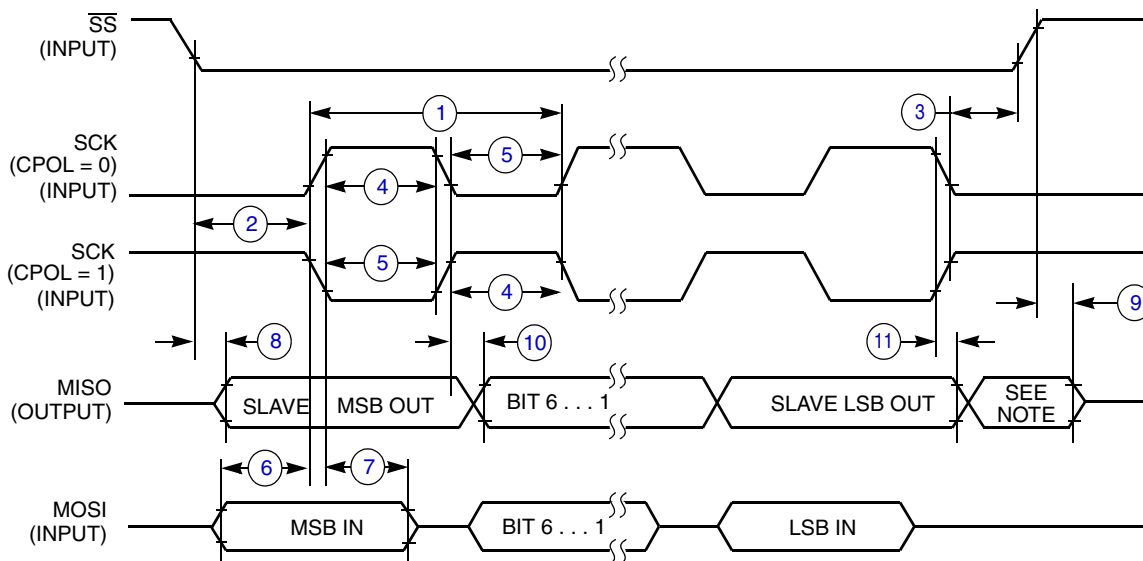 SS
(INPUT)
1
3
SCK
(CPOL = 0)
(INPUT)
5
4
2
SCK
(CPOL = 1)
(INPUT)
5
4
9
8
10
11
MISO
(OUTPUT)
SLAVE MSB OUT
BIT 6 . . . 1
SLAVE LSB OUT
SEE
NOTE
6
7
MOSI
(INPUT)
MSB IN
BIT 6 . . . 1
LSB IN